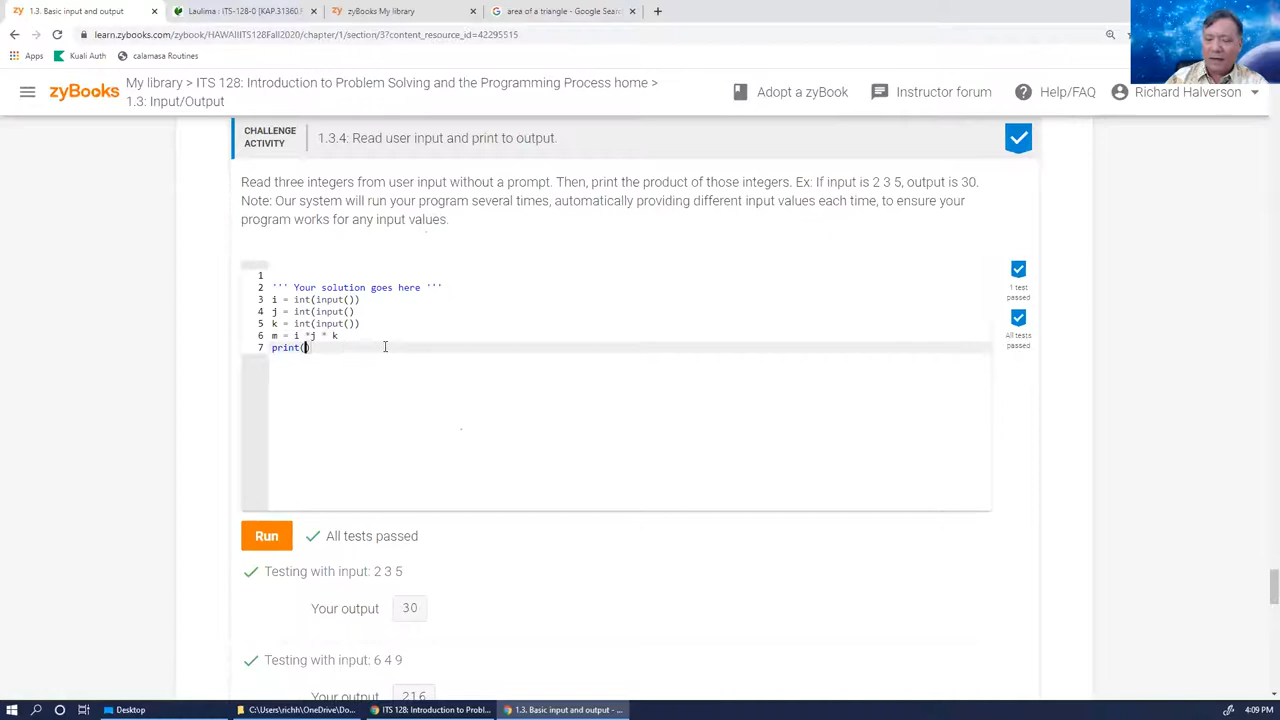 1.3. Basic input and output
Laulima : ITS-128-0 [KAP.31360.F
zyBooks My library
area of a triangle - Google Searc
learn.zybooks.com/zybook/HAWAIIITS128Fall2020/chapter/1/section/3?content_resource_id=42295515
Apps
Kuali Auth
calamasa Routines
zyBooks
My library > ITS 128: Introduction to Problem Solving and the Programming Process home >
1.3: Input/Output
Adopt a zyBook
Instructor forum
Help/FAQ
Richard Halverson
CHALLENGE
ACTIVITY
1.3.4: Read user input and print to output.
Read three integers from user input without a prompt. Then, print the product of those integers. Ex: If input is 2 3 5, output is 30.
Note: Our system will run your program several times, automatically providing different input values each time, to ensure your
program works for any input values.
1
2 ''' Your solution goes here '''
3 i = int(input())
4 j = int(input()
5 k = int(input())
6 m = i *j * k
7 print()
1 test
passed
All tests
passed
Run
All tests passed
Testing with input: 2 3 5
Your output 30
Testing with input: 6 4 9
Your output 216
Desktop
C:\Users\richh\OneDrive\Do...
ITS 128: Introduction to Probl...
1.3. Basic input and output - ...
4:09 PM